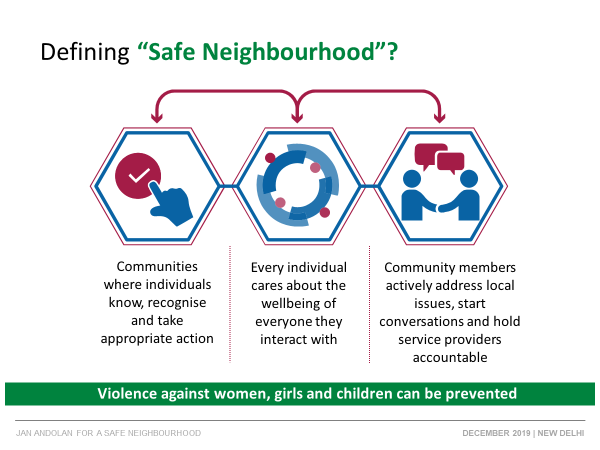 Defining “Safe Neighbourhood”?
Communities
where individuals
know, recognise
and take
appropriate action
Every individual
cares about the
wellbeing of
everyone they
interact with
Community members
actively address local
issues, start
conversations and hold
service providers
accountable
Violence against women, girls and children can be prevented
JAN ANDOLAN FOR A SAFE NEIGHBOURHOOD
DECEMBER 2019 | NEW DELHI